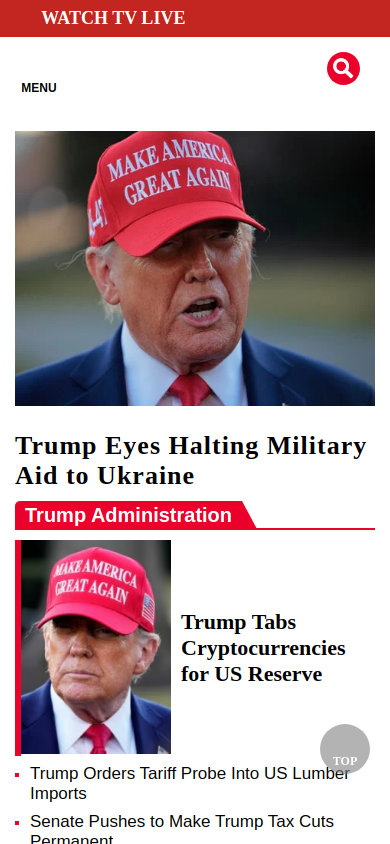 WATCH TV LIVE
MENU
MAKE AMERICA
GREAT AGAIN
Trump Eyes Halting Military
Aid to Ukraine
Trump Administration
MAKE AMERICA
GREAT AGAIN
Trump Tabs
Cryptocurrencies
for US Reserve
TOP
Trump Orders Tariff Probe Into US Lumber
Imports
Senate Pushes to Make Trump Tax Cuts
Permanent